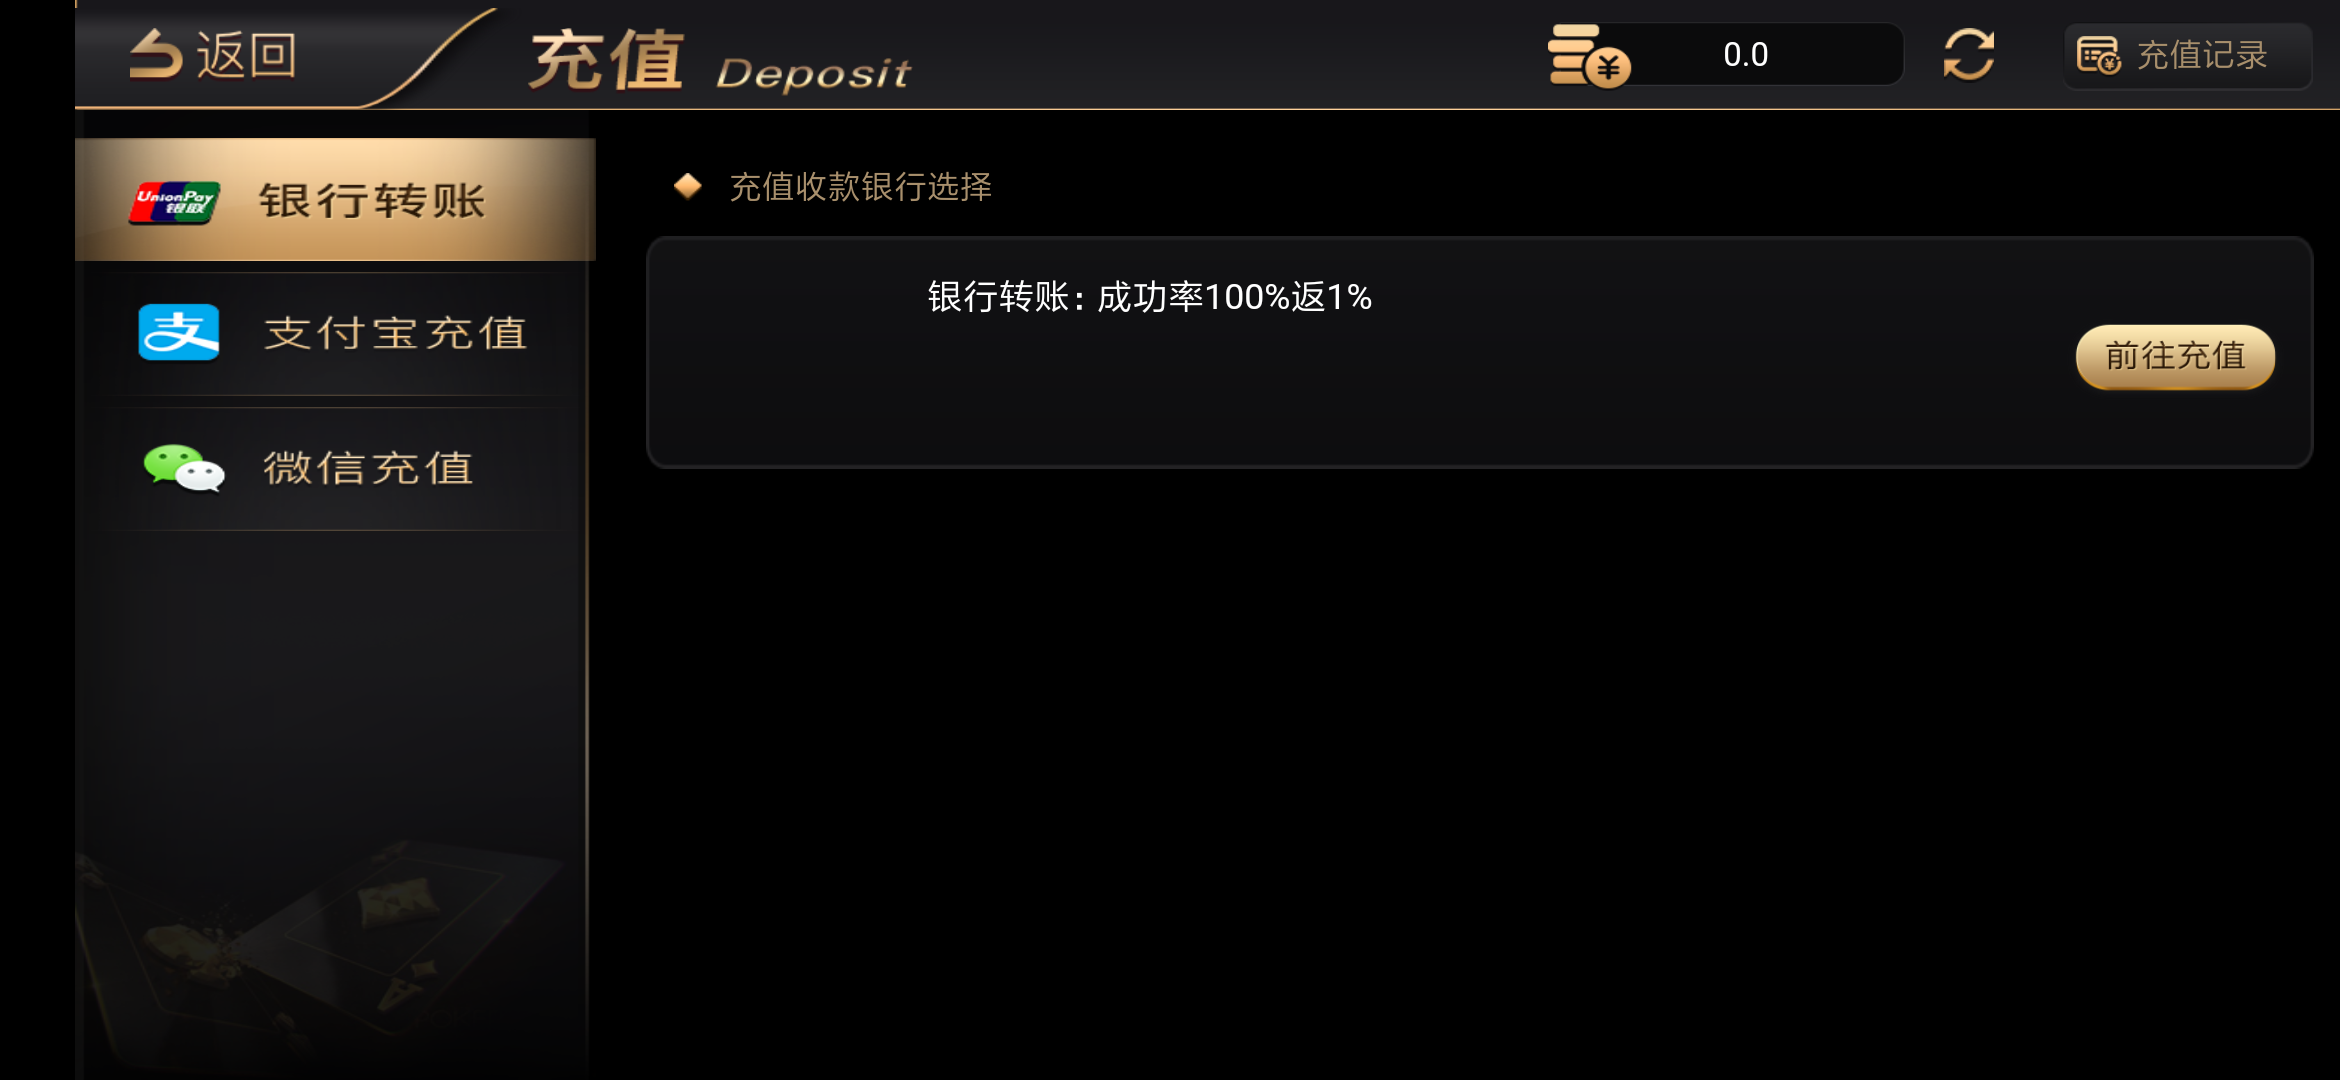 返回
充值 Deposit
0.0
充值记录
UnionPay
银联
银行转账
支付宝充值
微信充值
充值收款银行选择
银行转账：成功率100%返1%
前往充值